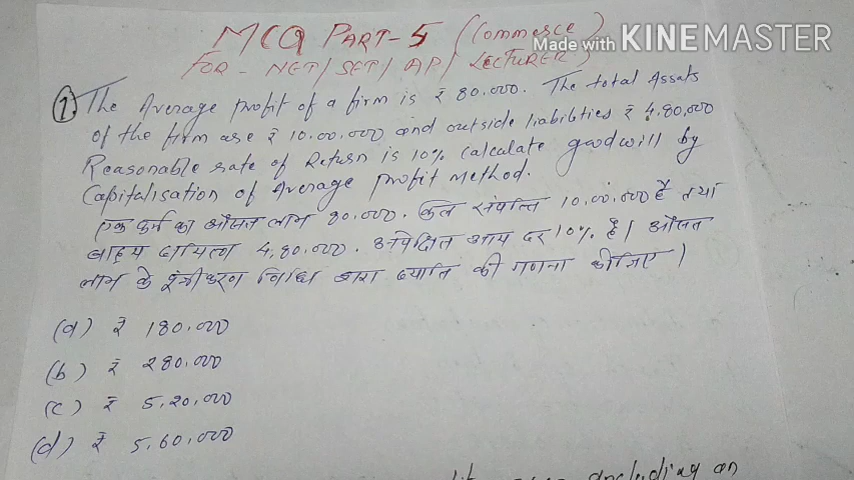 MCQ PART-5 (Commerce)
Made with KINEMASTER
FOR - NET/SET/AP/LECTURER)
1. The Average profit of a firm is ₹ 80.000. The total Assets
of the firm are ₹ 10.00.000 and outside liabilities ₹ 4.80,000
Reasonable rate of Return is 10% Calculate goodwill by
Capitalisation of Average profit Method.
एक फर्म का औसत लाभ 80.000. कुल संपत्ति 10.00.000 है तथा
बाहय दायित्व 4,80.000. अपेक्षित आय दर 10% है। औसत
लाभ के पूंजीकरण विधि द्वारा ख्याति की गणना कीजिए।
(a) ₹ 180.000
(b) ₹ 280.000
(c) ₹ 5.20.000
(d) ₹ 5.60.000
including an